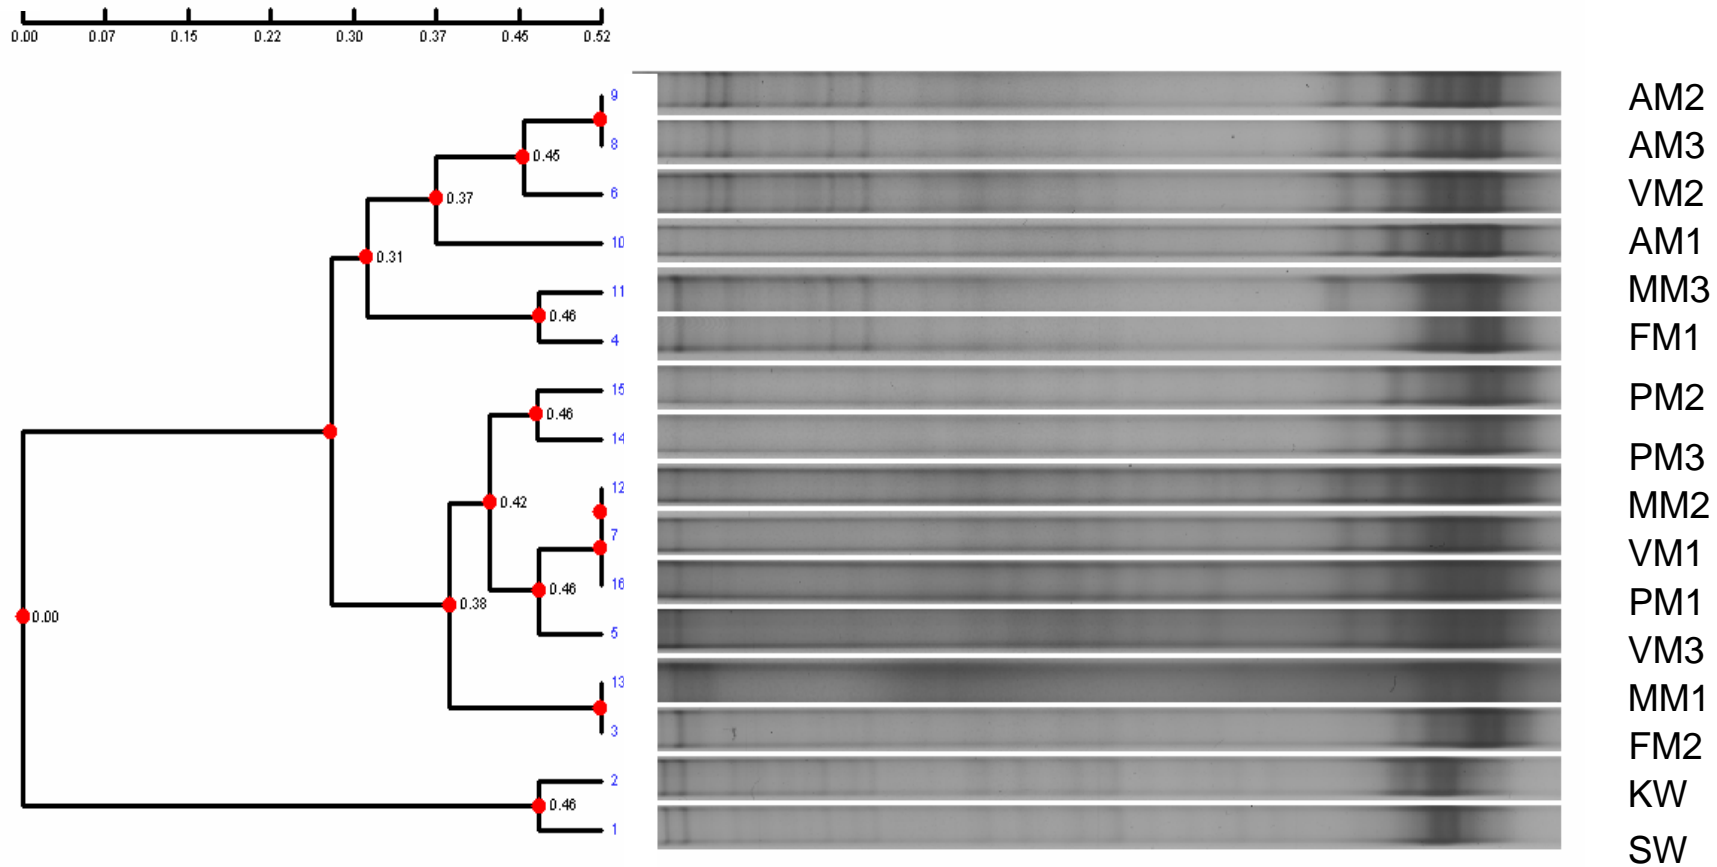 0.00 0.07 0.15 0.22 0.30 0.37 0.45 0.52
9 AM2
8 AM3
0.45
6 VM2
0.37
10 AM1
0.31
11 MM3
0.46
4 FM1
15 PM2
0.46
14 PM3
12 MM2
0.42
7 VM1
16 PM1
0.46
5 VM3
0.38
0.00
13 MM1
3 FM2
2 KW
0.46
1 SW